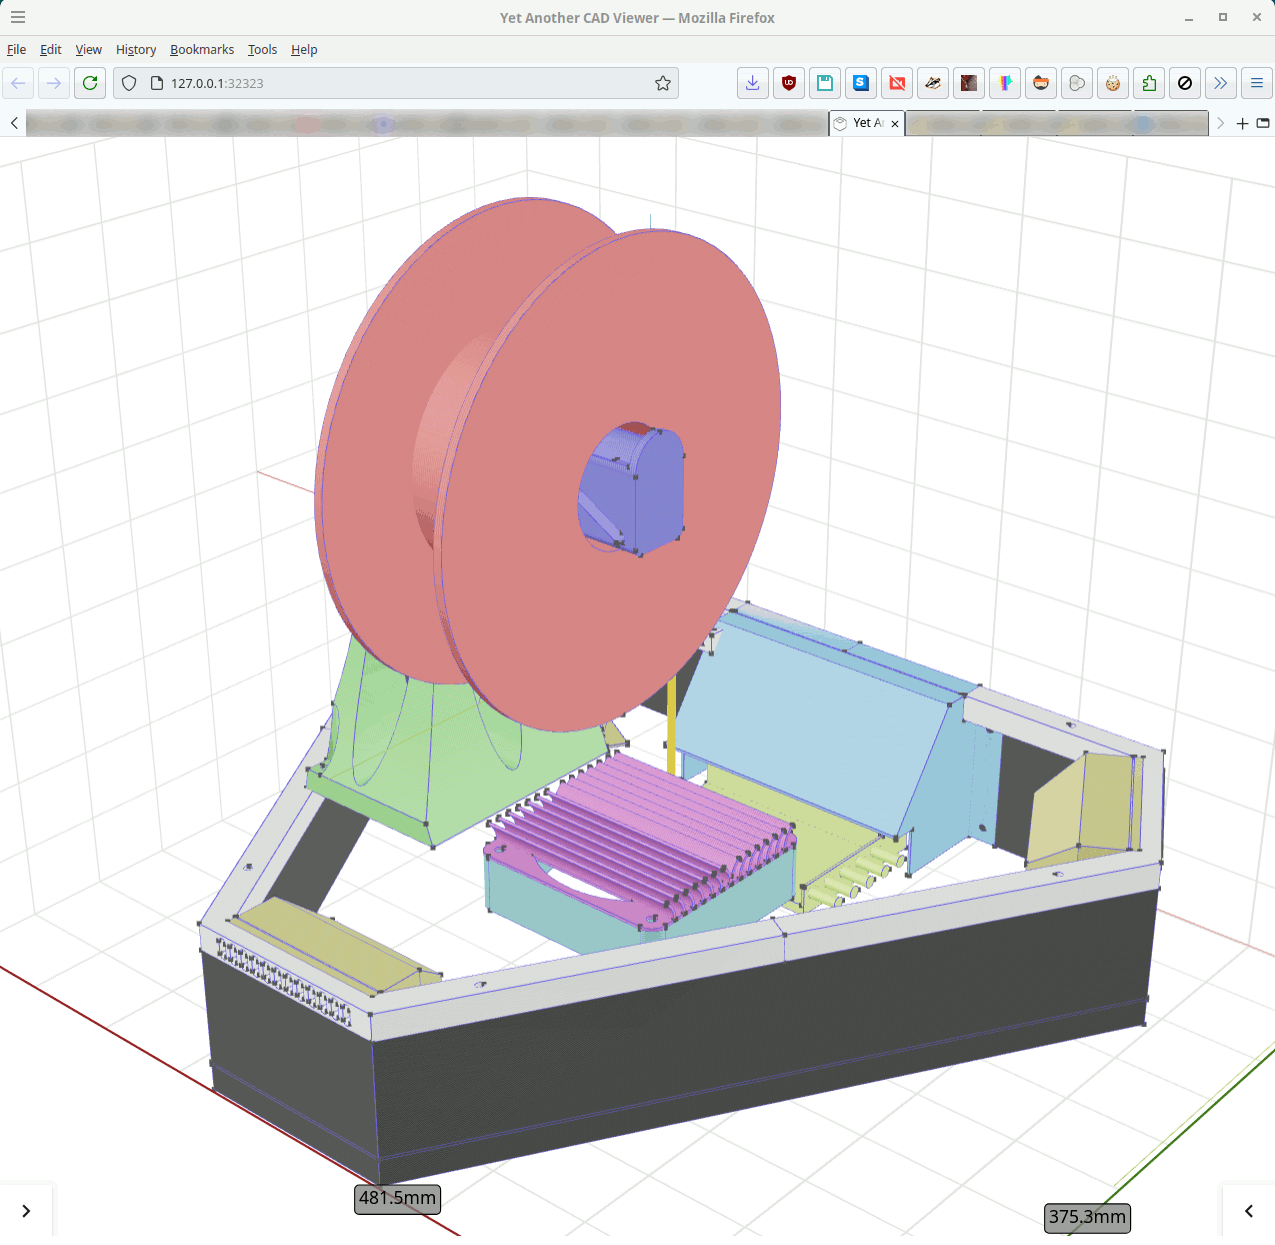 Yet Another CAD Viewer — Mozilla Firefox
File Edit View History Bookmarks Tools Help
127.0.0.1:32323
Yet A
481.5mm
375.3mm